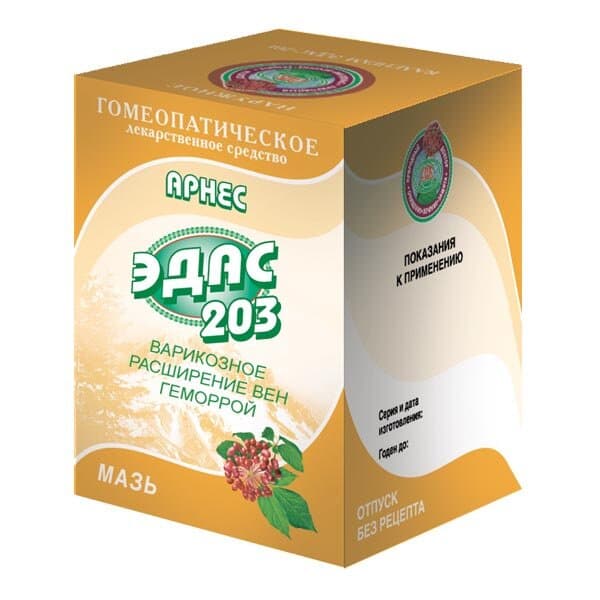 НАРУЖНОЕ
ГОМЕОПАТИЧЕСКОЕ
лекарственное средство
АРНЕС
ЭДАС
203
ВАРИКОЗНОЕ
РАСШИРЕНИЕ ВЕН
ГЕМОРРОЙ
МАЗЬ
ПОКАЗАНИЯ
К ПРИМЕНЕНИЮ
Серия и дата
изготовления:
Годен до:
ОТПУСК
БЕЗ РЕЦЕПТА